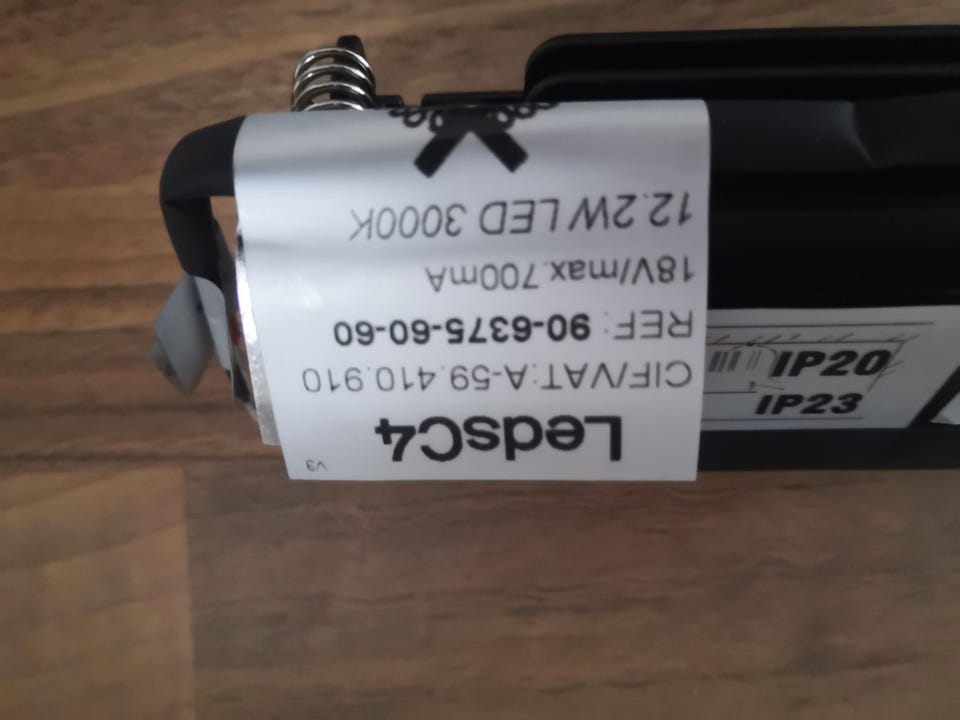 LedsC4
V3
CIF/VAT:A-59.410.910
REF: 90-6375-60-60
18V/max.700mA
12.2W LED 3000K
IP20
IP23